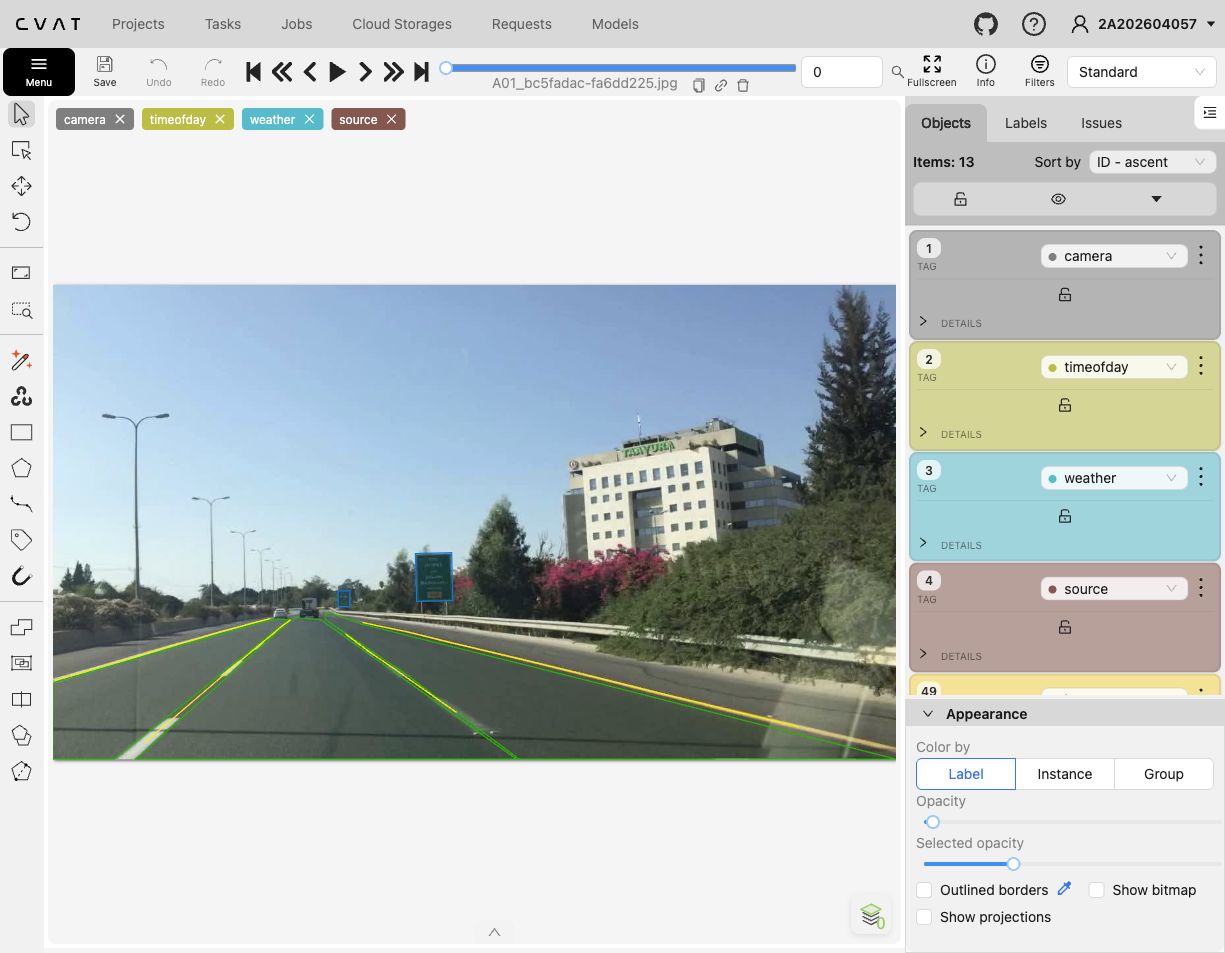 CVAT
Projects
Tasks
Jobs
Cloud Storages
Requests
Models
2A202604057
Menu
Save
Undo
Redo
A01_bc5fadac-fa6dd225.jpg
0
Fullscreen
Info
Filters
Standard
camera
timeofday
weather
source
TAAVURA
0
Objects
Labels
Issues
Items: 13
Sort by
ID - ascent
1
TAG
camera
DETAILS
2
TAG
timeofday
DETAILS
3
TAG
weather
DETAILS
4
TAG
source
DETAILS
49
Appearance
Color by
Label
Instance
Group
Opacity
Selected opacity
Outlined borders
Show bitmap
Show projections